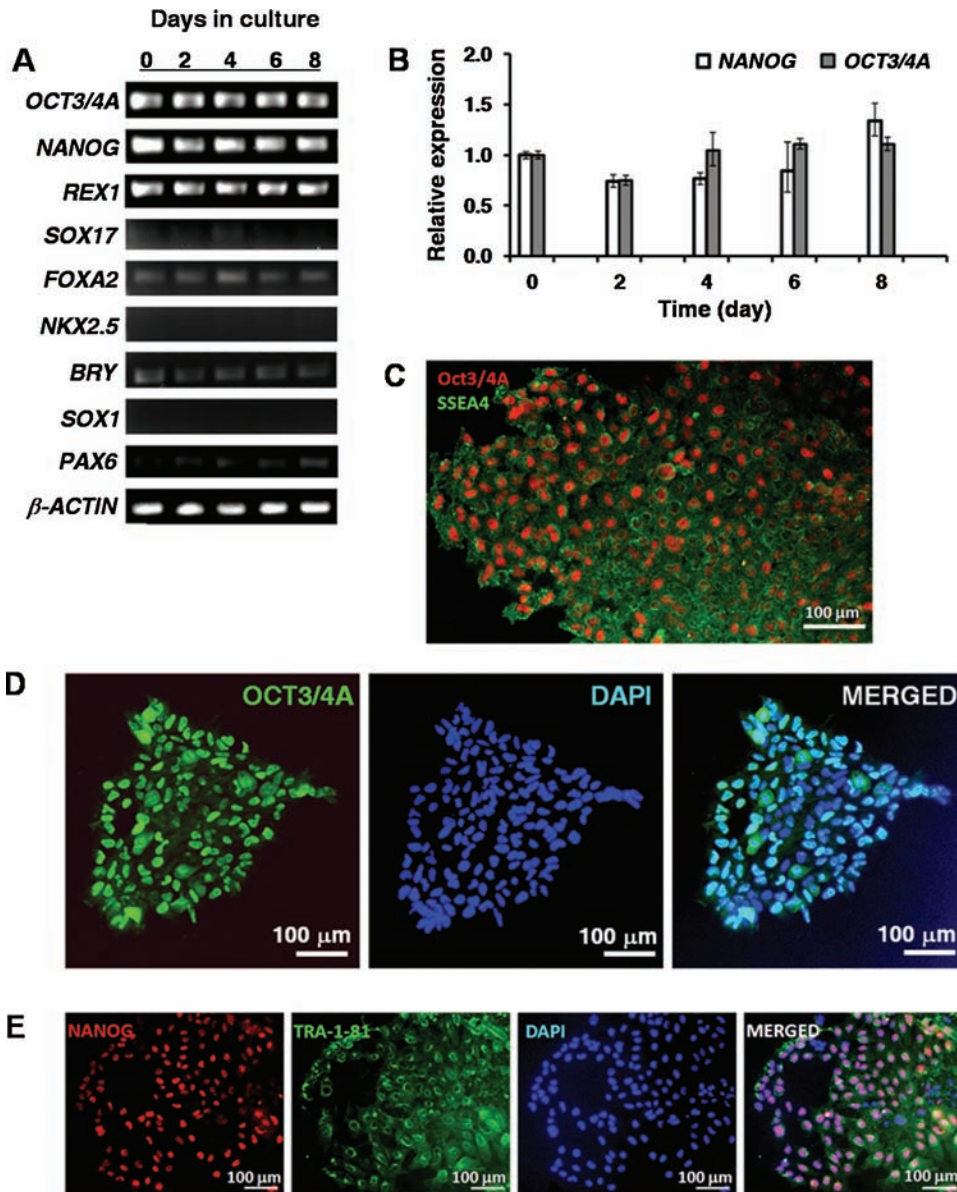 Days in culture
A
0 2 4 6 8
OCT3/4A
NANOG
REX1
SOX17
FOXA2
NKX2.5
BRY
SOX1
PAX6
β-ACTIN
B
NANOG OCT3/4A
Relative expression
2.0
1.5
1.0
0.5
0.0
0 2 4 6 8
Time (day)
C
Oct3/4A
SSEA4
100 μm
D
OCT3/4A DAPI MERGED
100 μm 100 μm 100 μm
E
NANOG TRA-1-81 DAPI MERGED
100 μm 100 μm 100 μm 100 μm